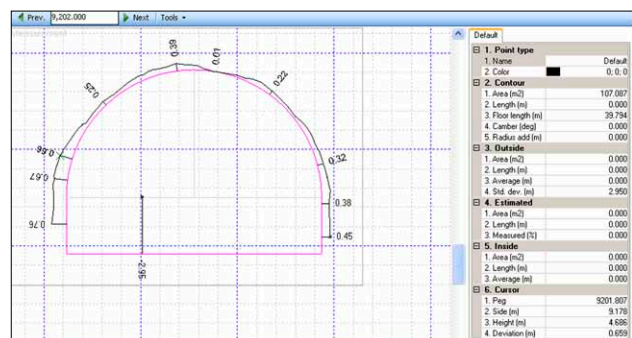 Prev. 9,202.000 Next Tools
Default
1. Point type
1. Name Default
2. Color 0; 0; 0
2. Contour
1. Area (m2) 107.087
2. Length (m) 0.000
3. Floor length (m) 39.794
4. Camber (deg) 0.000
5. Radius add (m) 0.000
3. Outside
1. Area (m2) 0.000
2. Length (m) 0.000
3. Average (m) 0.000
4. Std. dev. (m) 2.950
4. Estimated
1. Area (m2) 0.000
2. Length (m) 0.000
3. Measured (%) 0.000
5. Inside
1. Area (m2) 0.000
2. Length (m) 0.000
3. Average (m) 0.000
6. Cursor
1. Peg 9201.807
2. Side (m) 9.178
3. Height (m) 4.686
4. Deviation (m) 0.659
0.39
0.01
0.25
0.22
0.66
0.32
0.67
0.38
0.76
0.45
-2.95